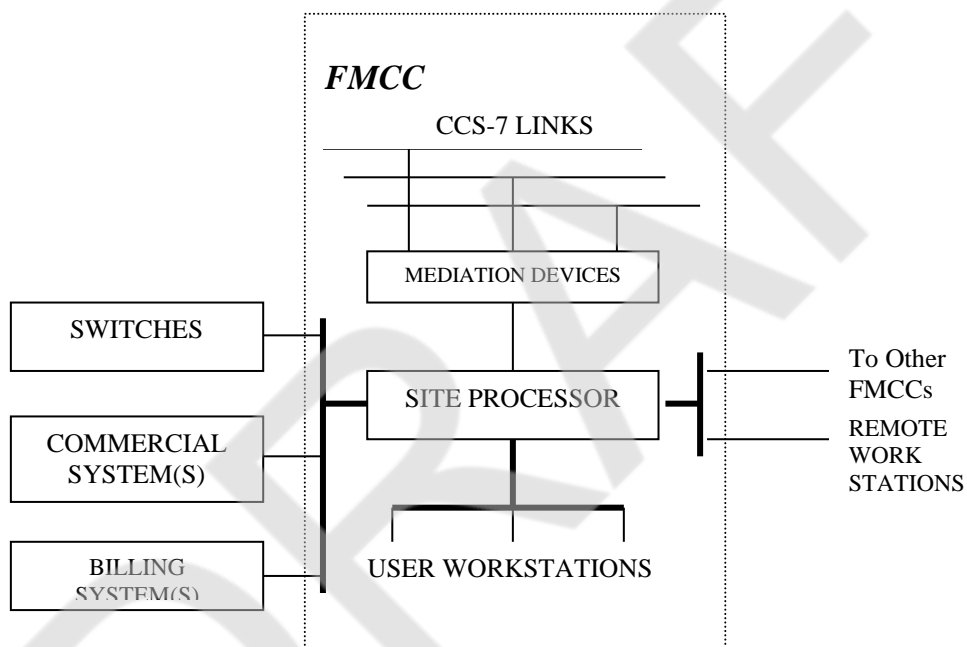 FMCC
CCS-7 LINKS
MEDIATION DEVICES
SWITCHES
SITE PROCESSOR
To Other
FMCCs
COMMERCIAL
SYSTEM(S)
REMOTE
WORK
STATIONS
BILLING
SYSTEM(S)
USER WORKSTATIONS
DRAF